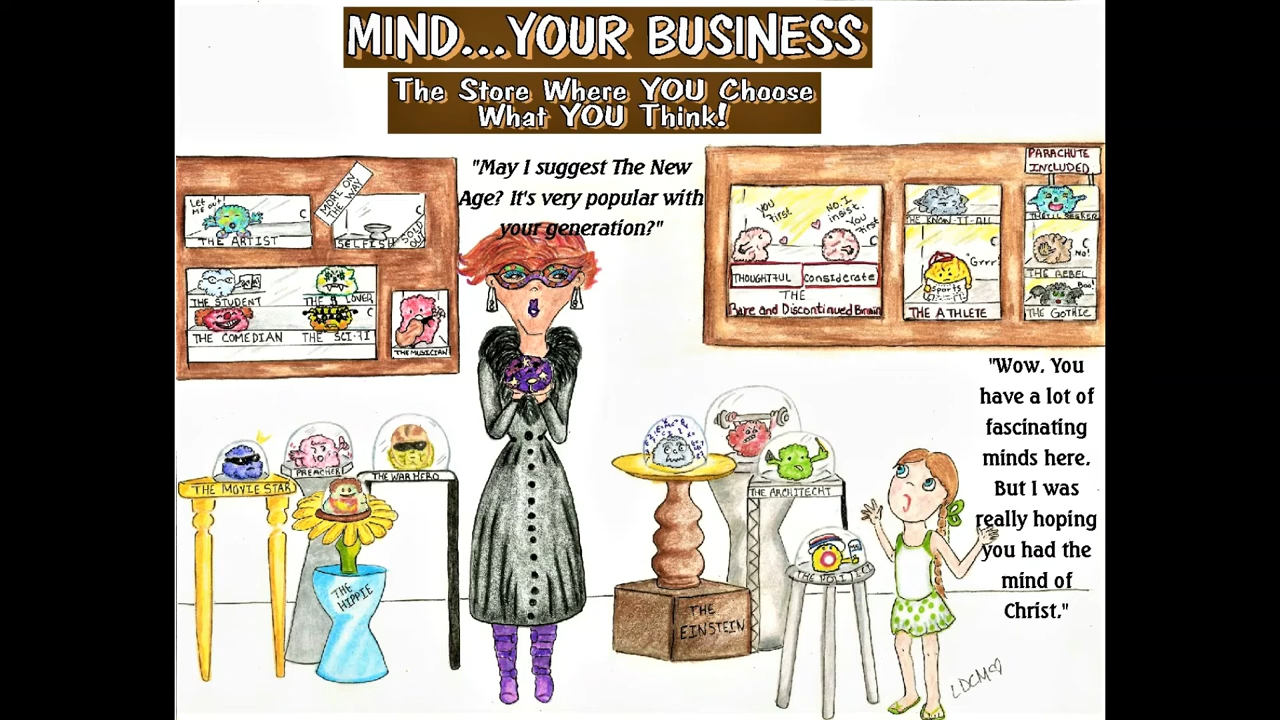 MIND...YOUR BUSINESS
The Store Where YOU Choose
What YOU Think!
"May I suggest The New
Age? It's very popular with
your generation?"
LET
ME OUT!
THE ARTIST
MORE ON
THE WAY
SELFISH
SOLD
OUT
THE STUDENT
THE LOVER
THE COMEDIAN
THE SCI-FI
THE MUSICIAN
YOU
First
NO. I
insist.
You
First
THOUGHTFUL
Considerate
THE
Rare and Discontinued Brain
THE KNOW-IT-ALL
"Grrr"
Sports
THE ATHLETE
PARACHUTE
INCLUDED
NO!
THE REBEL
Boo!
THE GOTHIC
"Wow. You
have a lot of
fascinating
minds here.
But I was
really hoping
you had the
mind of
Christ."
THE MOVIE STAR
PREACHER
THE WAR HERO
THE
HIPPIE
THE
EINSTEIN
THE ARCHITECHT
LDCM